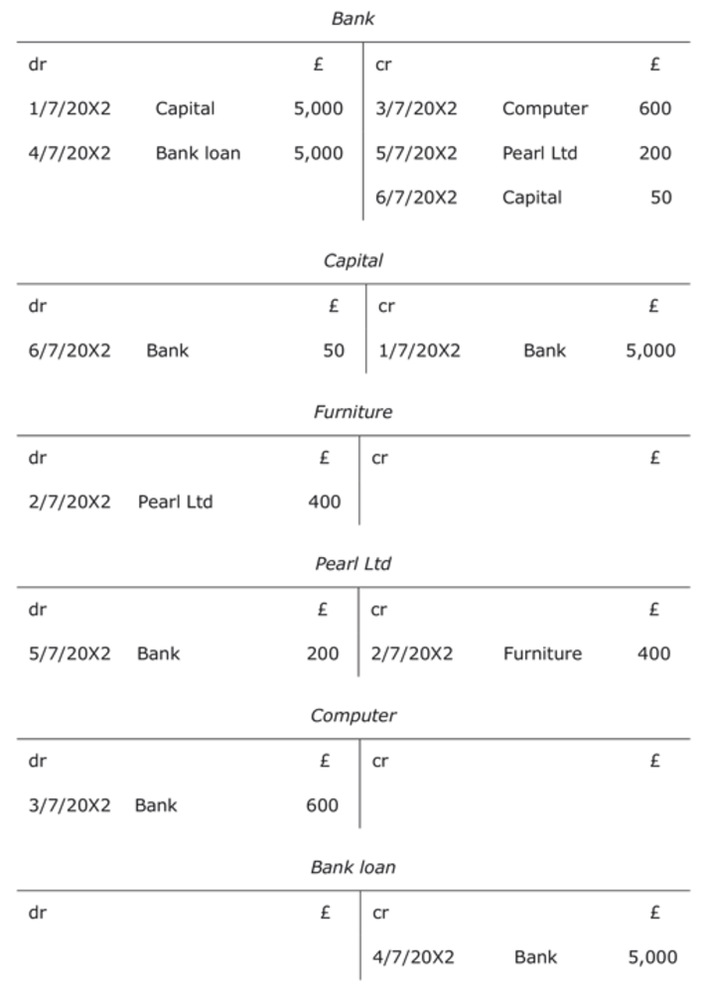 Bank
dr £ cr £
1/7/20X2 Capital 5,000 3/7/20X2 Computer 600
4/7/20X2 Bank loan 5,000 5/7/20X2 Pearl Ltd 200
6/7/20X2 Capital 50
Capital
dr £ cr £
6/7/20X2 Bank 50 1/7/20X2 Bank 5,000
Furniture
dr £ cr £
2/7/20X2 Pearl Ltd 400
Pearl Ltd
dr £ cr £
5/7/20X2 Bank 200 2/7/20X2 Furniture 400
Computer
dr £ cr £
3/7/20X2 Bank 600
Bank loan
dr £ cr £
4/7/20X2 Bank 5,000